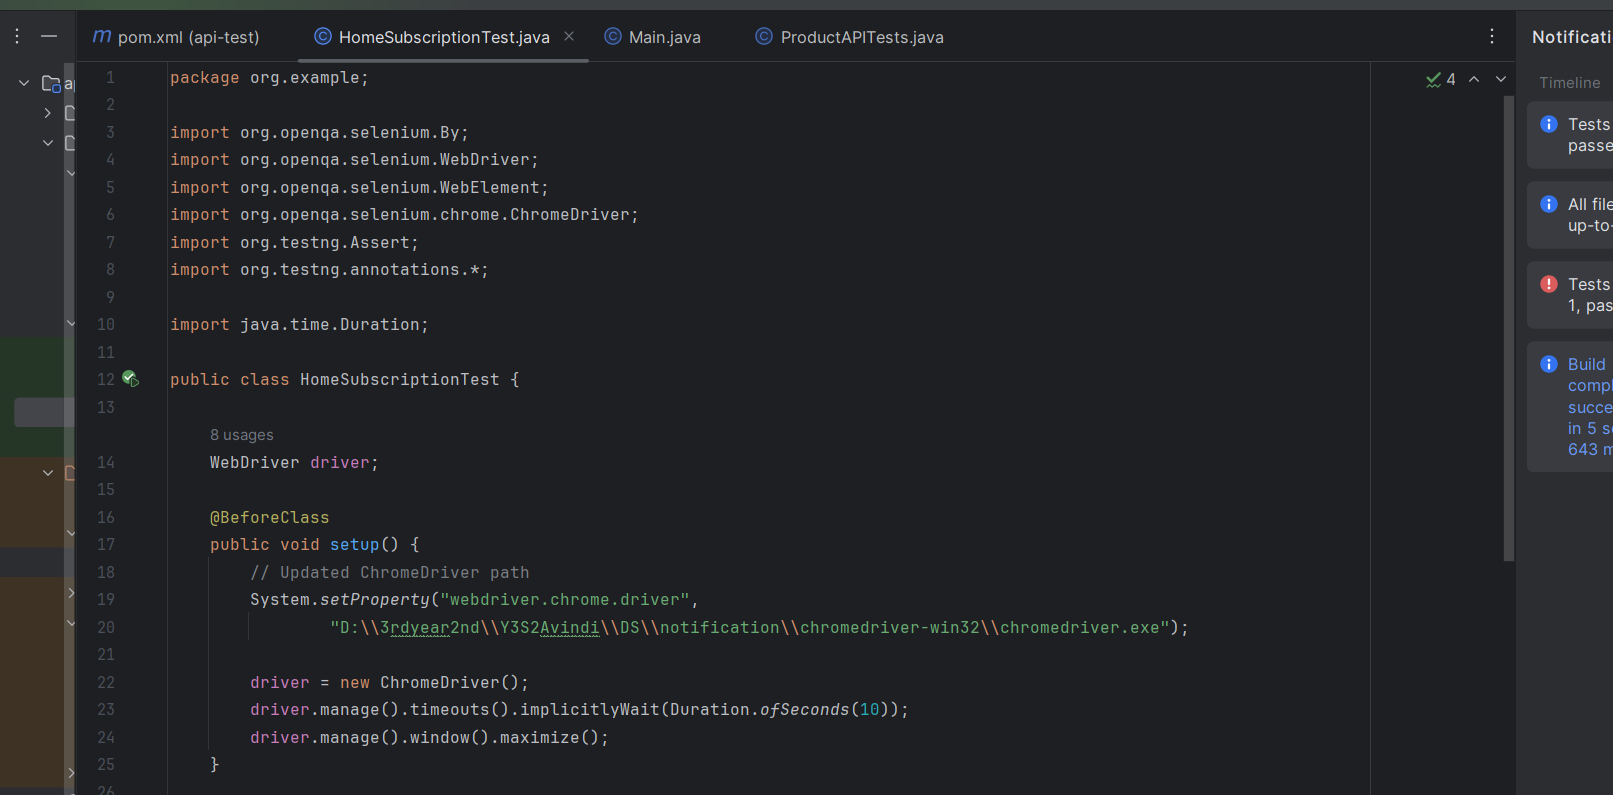 pom.xml (api-test)
HomeSubscriptionTest.java
Main.java
ProductAPITests.java
4
1 package org.example;
2
3 import org.openqa.selenium.By;
4 import org.openqa.selenium.WebDriver;
5 import org.openqa.selenium.WebElement;
6 import org.openqa.selenium.chrome.ChromeDriver;
7 import org.testng.Assert;
8 import org.testng.annotations.*;
9
10 import java.time.Duration;
11
12 public class HomeSubscriptionTest {
13
8 usages
14 WebDriver driver;
15
16 @BeforeClass
17 public void setup() {
18 // Updated ChromeDriver path
19 System.setProperty("webdriver.chrome.driver",
20 "D:\\3rdyear2nd\\Y3S2Avindi\\DS\\notification\\chromedriver-win32\\chromedriver.exe");
21
22 driver = new ChromeDriver();
23 driver.manage().timeouts().implicitlyWait(Duration.ofSeconds(10));
24 driver.manage().window().maximize();
25 }
26
Notificati
Timeline
Tests
passe
All file
up-to-
Tests
1, pas
Build
compl
succe
in 5 s
643 m